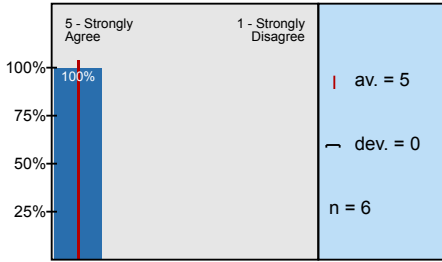 5 - Strongly
Agree
1 - Strongly
Disagree
100%
100%
75%
50%
25%
av. = 5
dev. = 0
n = 6